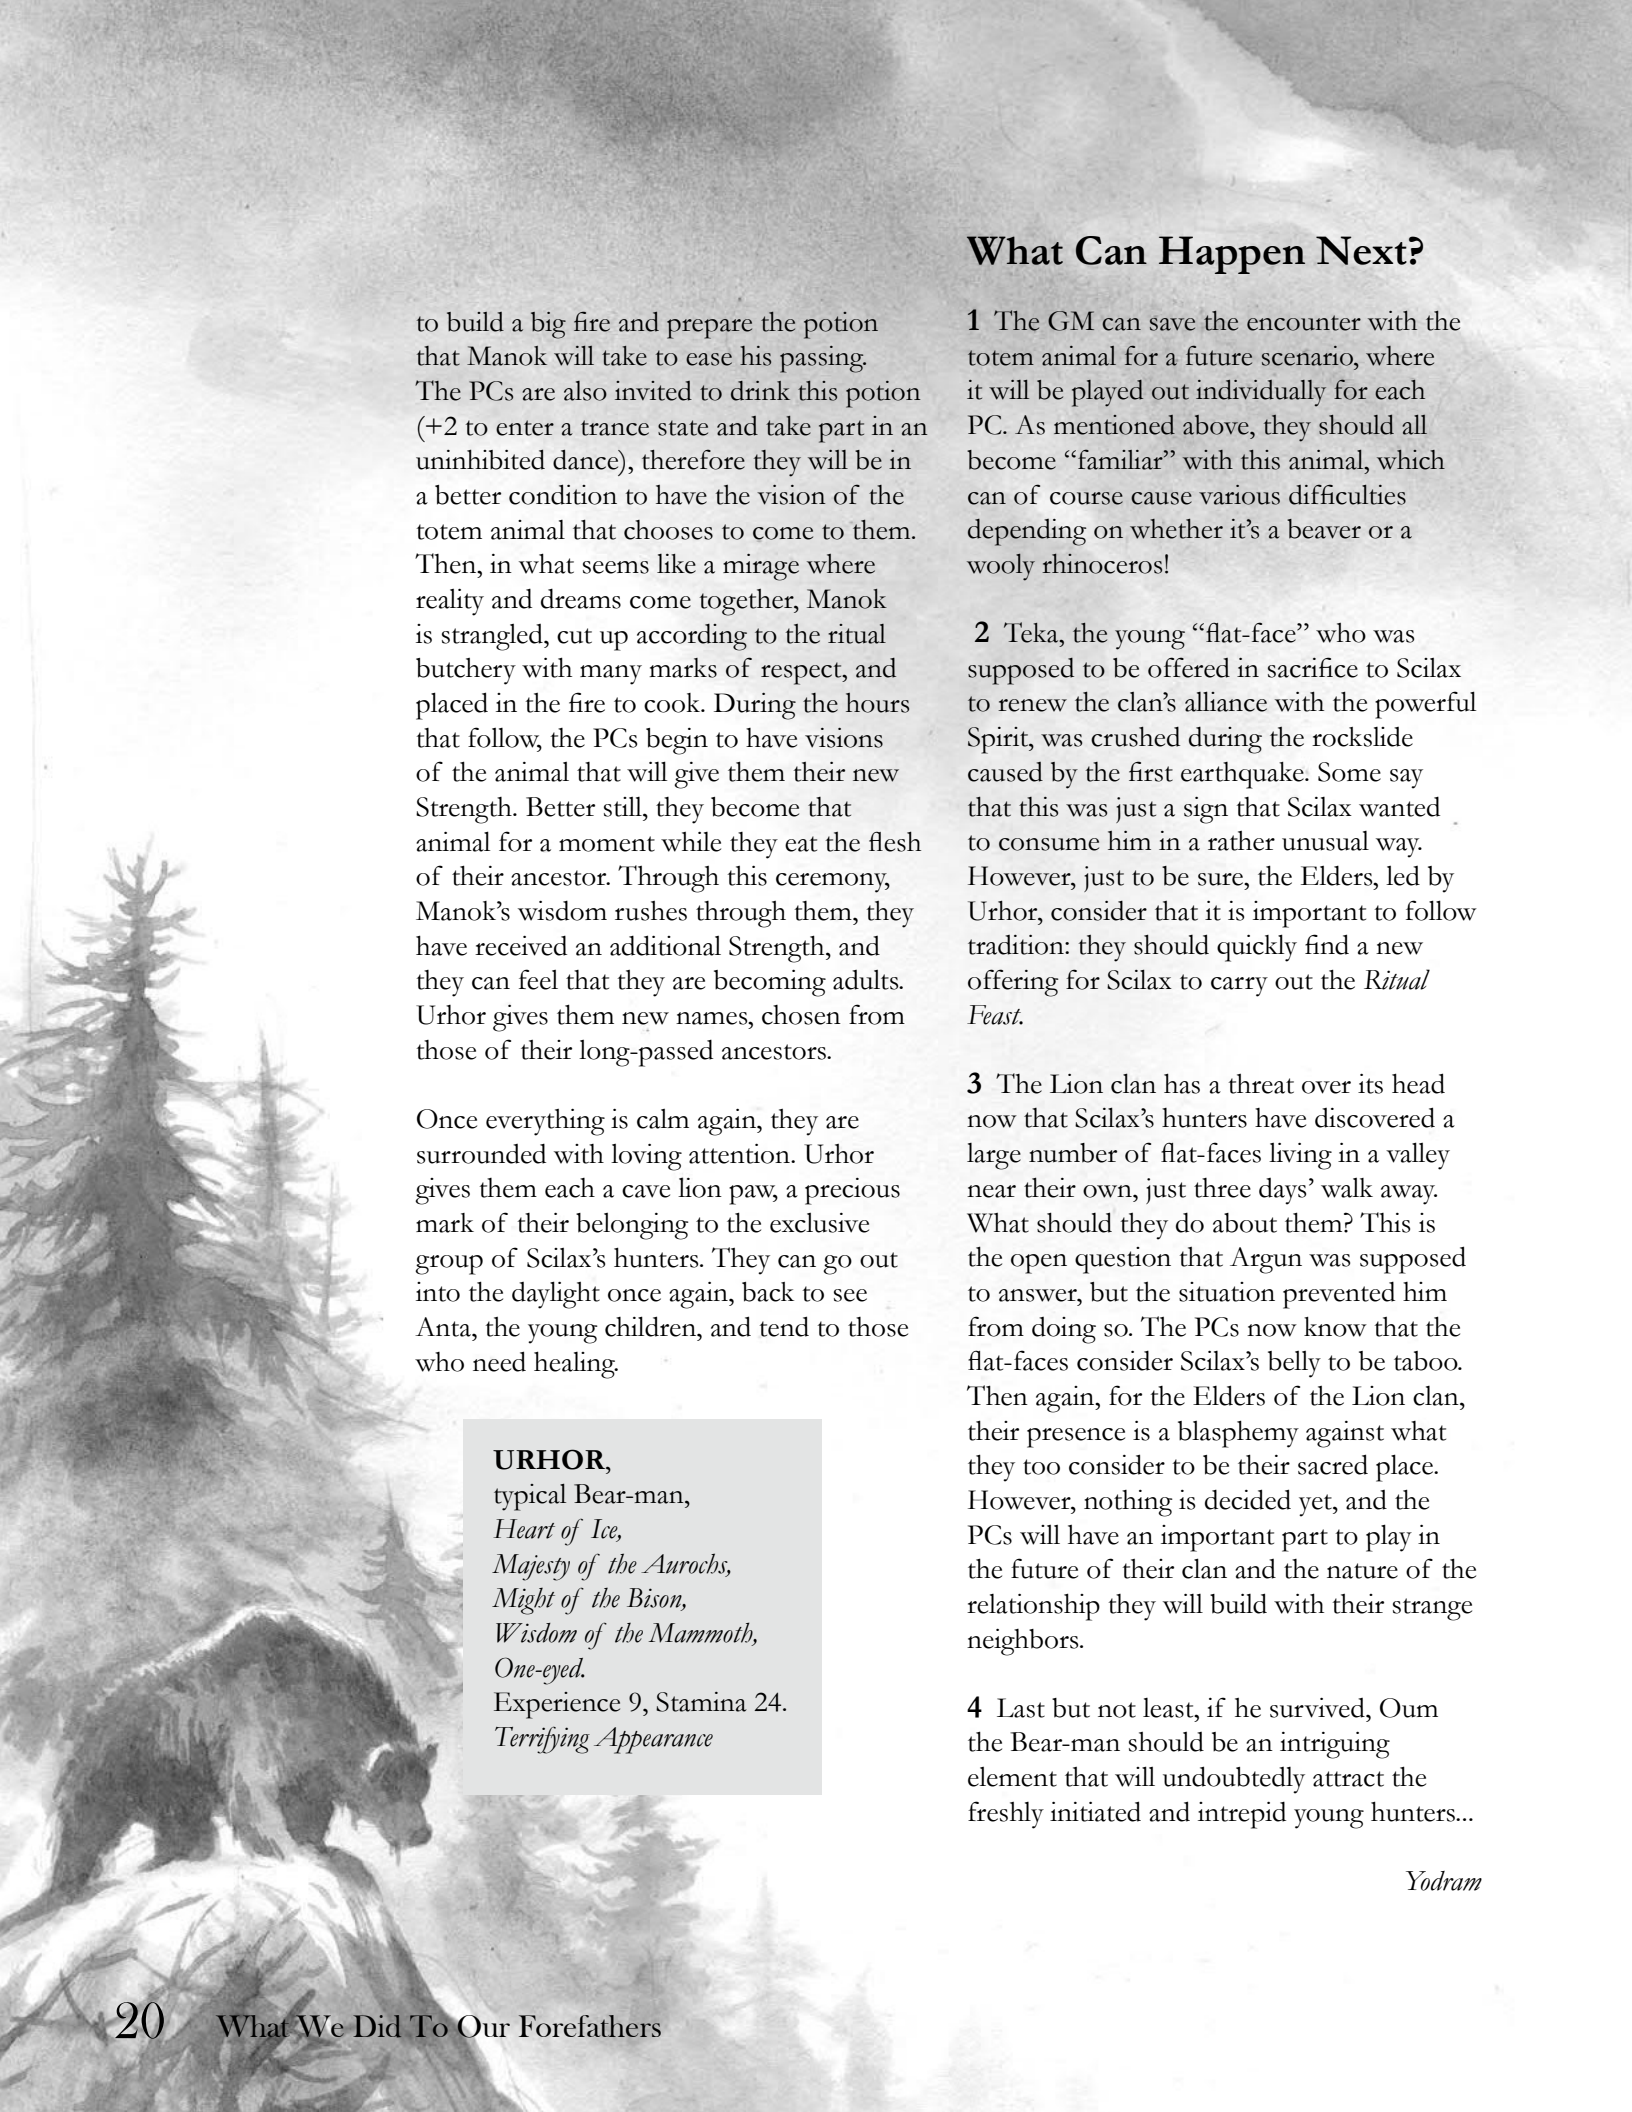 to build a big fire and prepare the potion
that Manok will take to ease his passing.
The PCs are also invited to drink this potion
(+2 to enter a trance state and take part in an
uninhibited dance), therefore they will be in
a better condition to have the vision of the
totem animal that chooses to come to them.
Then, in what seems like a mirage where
reality and dreams come together, Manok
is strangled, cut up according to the ritual
butchery with many marks of respect, and
placed in the fire to cook. During the hours
that follow, the PCs begin to have visions
of the animal that will give them their new
Strength. Better still, they become that
animal for a moment while they eat the flesh
of their ancestor. Through this ceremony,
Manok’s wisdom rushes through them, they
have received an additional Strength, and
they can feel that they are becoming adults.
Urhor gives them new names, chosen from
those of their long-passed ancestors.

Once everything is calm again, they are
surrounded with loving attention. Urhor
gives them each a cave lion paw, a precious
mark of their belonging to the exclusive
group of Scilax’s hunters. They can go out
into the daylight once again, back to see
Anta, the young children, and tend to those
who need healing.

URHOR,
typical Bear-man,
Heart of Ice,
Majesty of the Aurochs,
Might of the Bison,
Wisdom of the Mammoth,
One-eyed.
Experience 9, Stamina 24.
Terrifying Appearance

What Can Happen Next?

1 The GM can save the encounter with the
totem animal for a future scenario, where
it will be played out individually for each
PC. As mentioned above, they should all
become “familiar” with this animal, which
can of course cause various difficulties
depending on whether it’s a beaver or a
wooly rhinoceros!

2 Teka, the young “flat-face” who was
supposed to be offered in sacrifice to Scilax
to renew the clan’s alliance with the powerful
Spirit, was crushed during the rockslide
caused by the first earthquake. Some say
that this was just a sign that Scilax wanted
to consume him in a rather unusual way.
However, just to be sure, the Elders, led by
Urhor, consider that it is important to follow
tradition: they should quickly find a new
offering for Scilax to carry out the Ritual
Feast.

3 The Lion clan has a threat over its head
now that Scilax’s hunters have discovered a
large number of flat-faces living in a valley
near their own, just three days’ walk away.
What should they do about them? This is
the open question that Argun was supposed
to answer, but the situation prevented him
from doing so. The PCs now know that the
flat-faces consider Scilax’s belly to be taboo.
Then again, for the Elders of the Lion clan,
their presence is a blasphemy against what
they too consider to be their sacred place.
However, nothing is decided yet, and the
PCs will have an important part to play in
the future of their clan and the nature of the
relationship they will build with their strange
neighbors.

4 Last but not least, if he survived, Oum
the Bear-man should be an intriguing
element that will undoubtedly attract the
freshly initiated and intrepid young hunters...

Yodram

20 What We Did To Our Forefathers